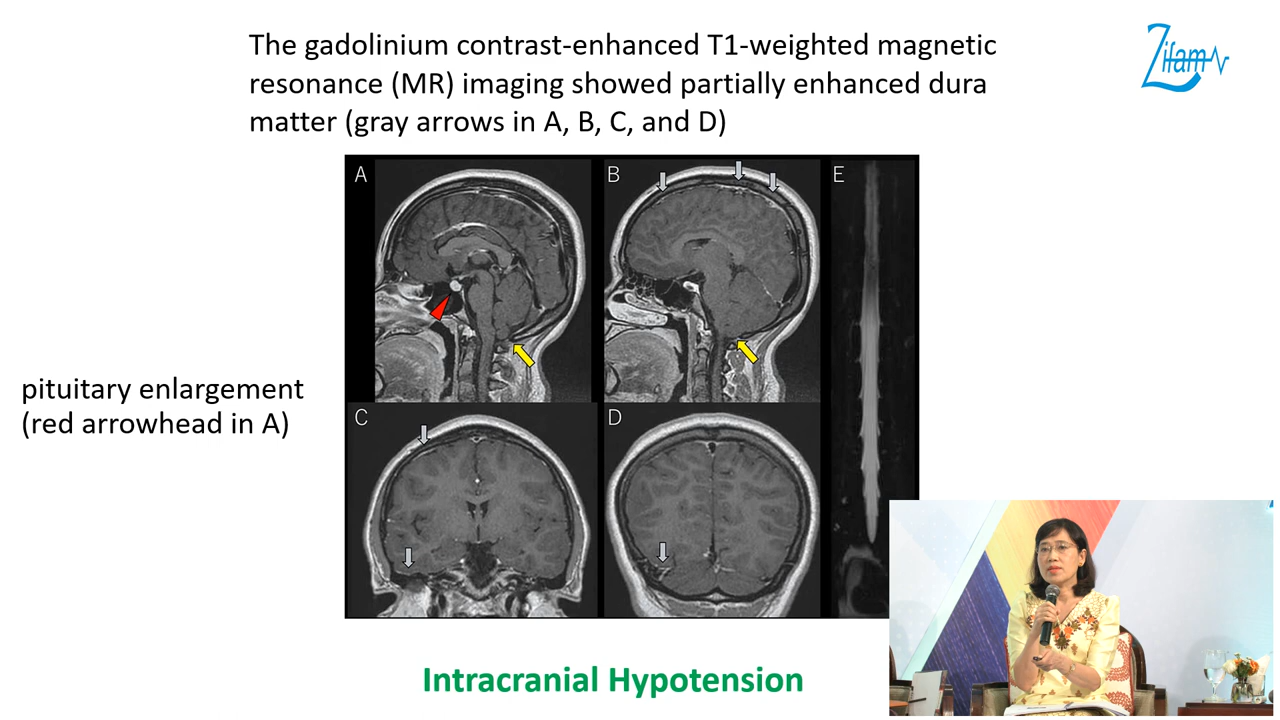 The gadolinium contrast-enhanced T1-weighted magnetic
resonance (MR) imaging showed partially enhanced dura
matter (gray arrows in A, B, C, and D)
Zifam
A
B
E
pituitary enlargement
(red arrowhead in A)
C
D
Intracranial Hypotension